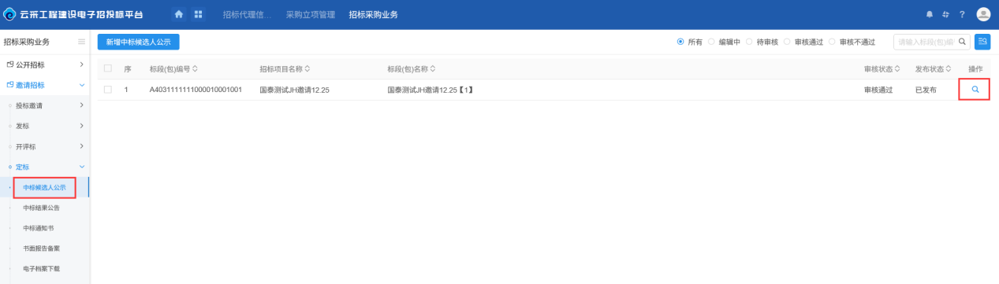 云采工程建设电子招投标平台
招标代理信... 采购立项管理 招标采购业务
招标采购业务
新增中标候选人公示
所有 编辑中 待审核 审核通过 审核不通过
请输入标段(包)编
公开招标
邀请招标
投标邀请
发标
开评标
定标
中标候选人公示
中标结果公告
中标通知书
书面报告备案
电子档案下载
序 标段(包)编号 招标项目名称 标段(包)名称 审核状态 发布状态 操作
1 A4031111111000010001001 国泰测试JH邀请12.25 国泰测试JH邀请12.25【1】 审核通过 已发布